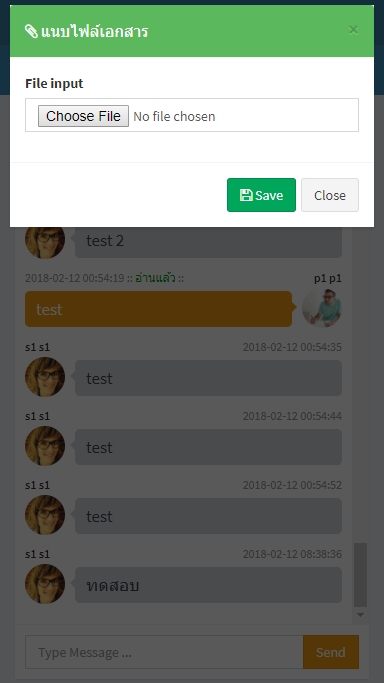 แนบไฟล์เอกสาร ×
File input
Choose File No file chosen
Save Close
test 2
2018-02-12 00:54:19 :: อ่านแล้ว :: p1 p1
test
s1 s1 2018-02-12 00:54:35
test
s1 s1 2018-02-12 00:54:44
test
s1 s1 2018-02-12 00:54:52
test
s1 s1 2018-02-12 08:38:36
ทดสอบ
Type Message ... Send